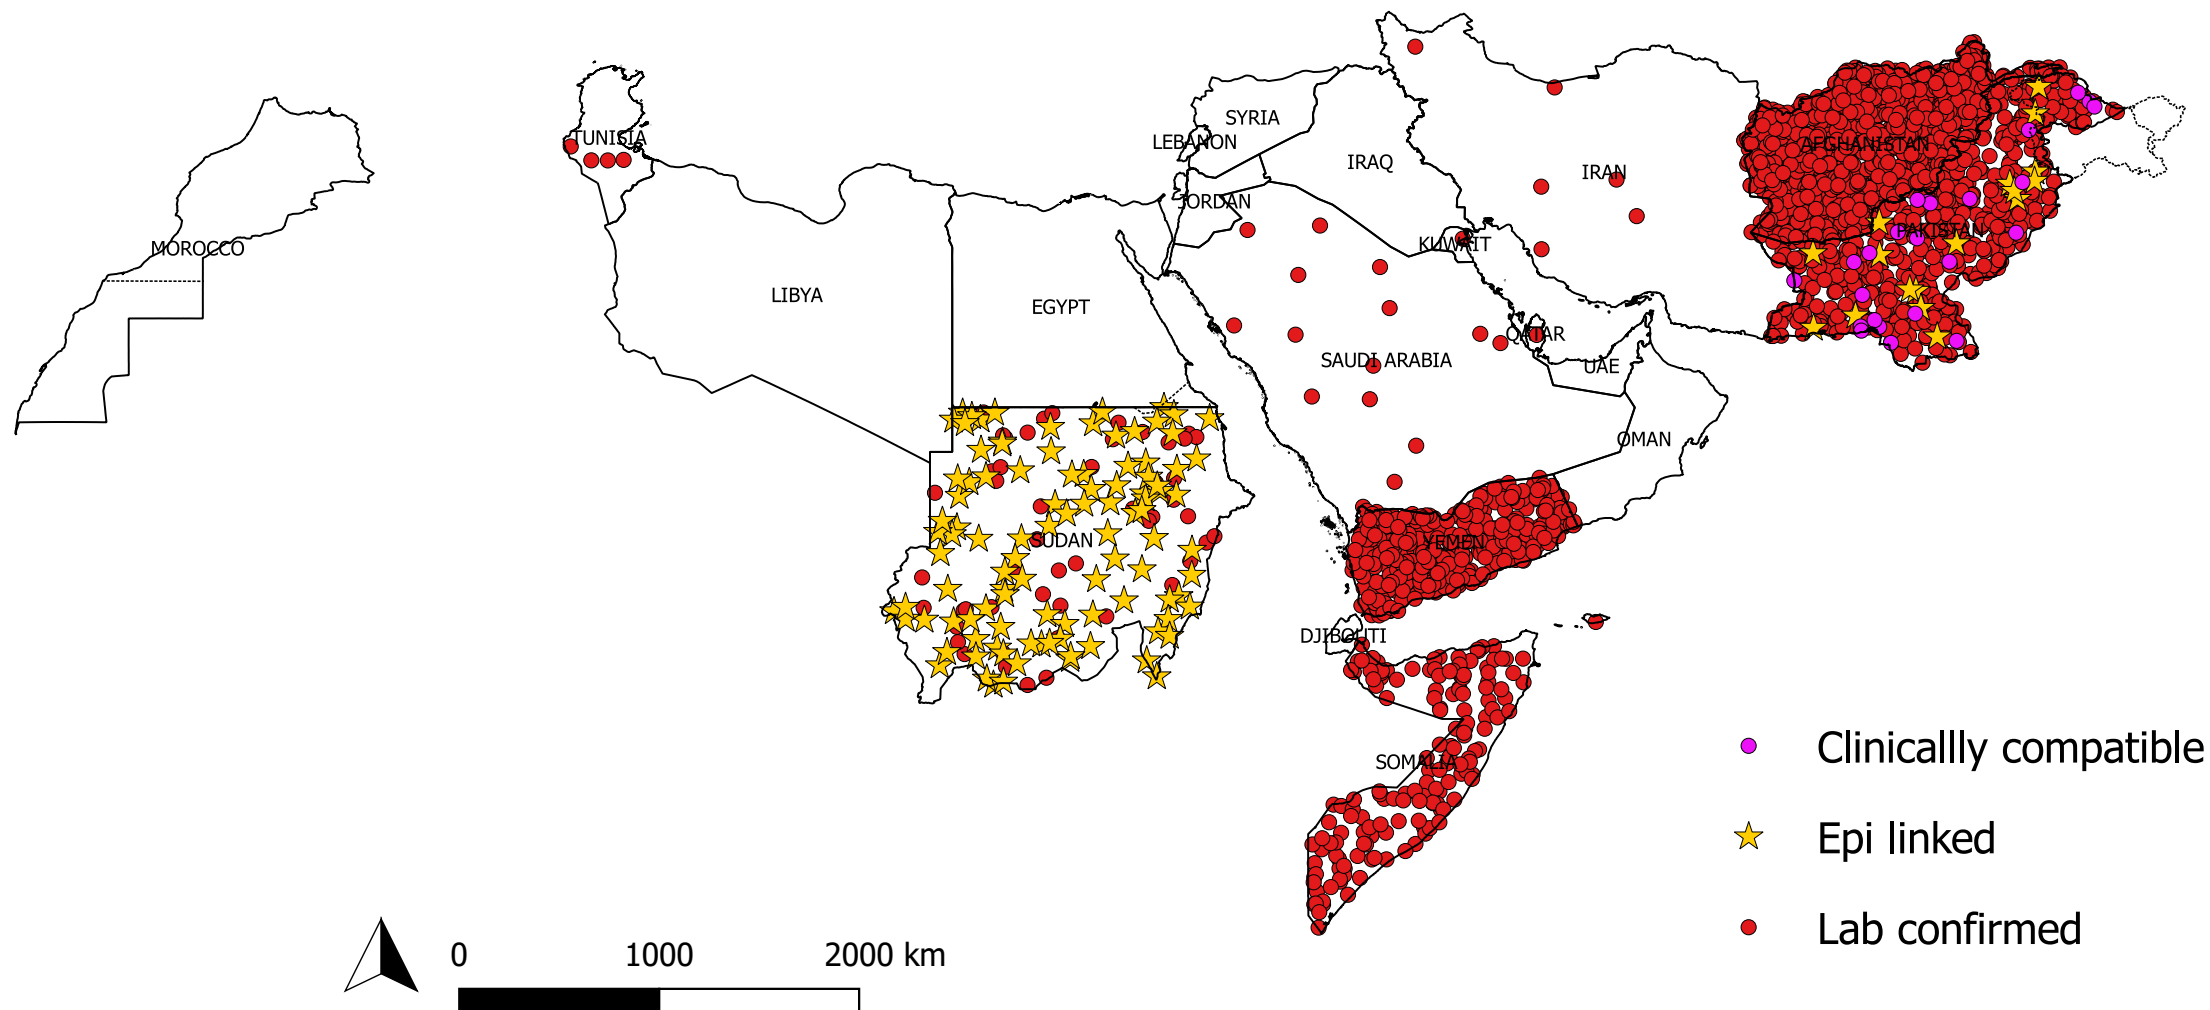 TUNISIA
SYRIA
LEBANON
IRAQ
IRAN
AFGHANISTAN
JORDAN
PAKISTAN
MOROCCO
KUWAIT
LIBYA
EGYPT
QATAR
SAUDI ARABIA
UAE
OMAN
SUDAN
YEMEN
DJIBOUTI
SOMALIA
Clinicallly compatible
Epi linked
Lab confirmed
0 1000 2000 km